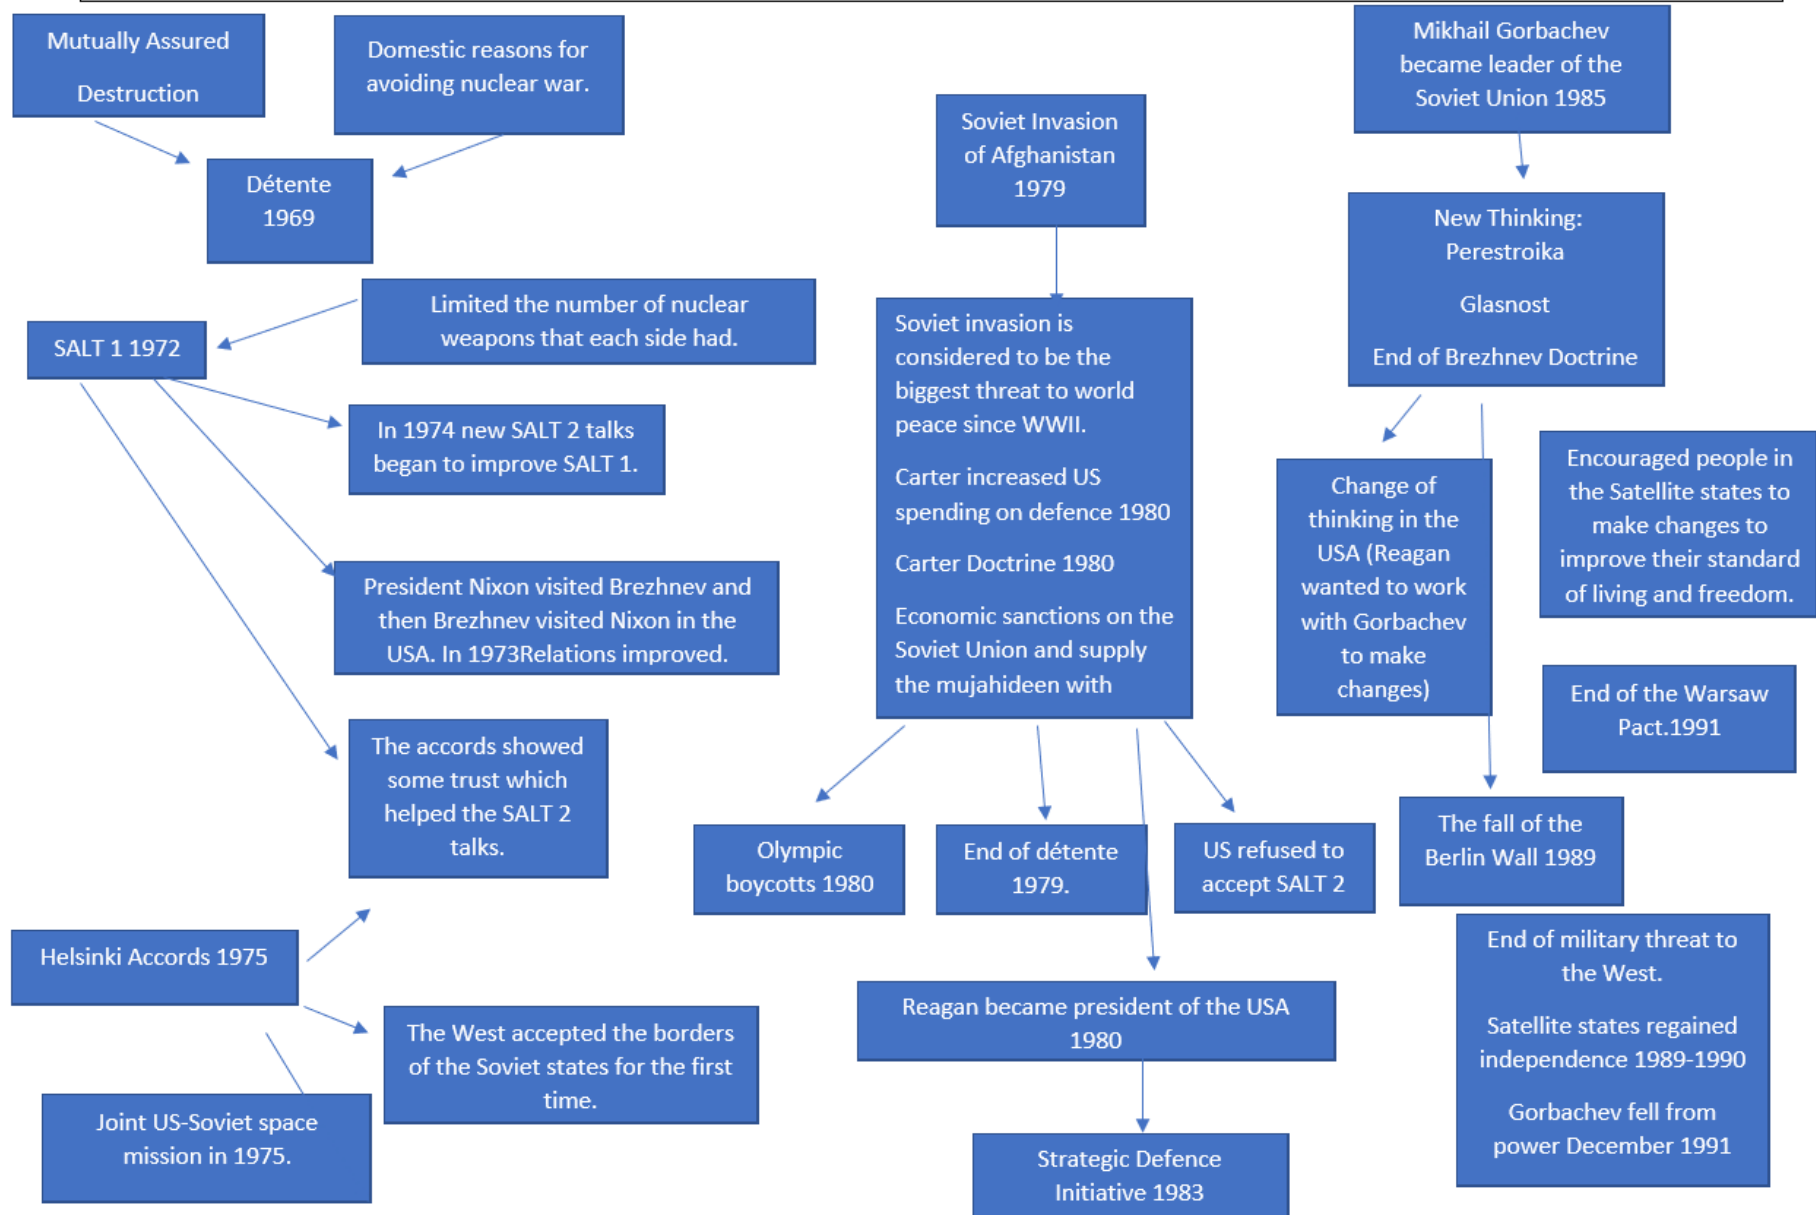 Mutually Assured
Destruction
Domestic reasons for
avoiding nuclear war.
Détente
1969
Limited the number of nuclear
weapons that each side had.
SALT 1 1972
In 1974 new SALT 2 talks
began to improve SALT 1.
President Nixon visited Brezhnev and
then Brezhnev visited Nixon in the
USA. In 1973Relations improved.
The accords showed
some trust which
helped the SALT 2
talks.
Helsinki Accords 1975
The West accepted the borders
of the Soviet states for the first
time.
Joint US-Soviet space
mission in 1975.
Soviet Invasion
of Afghanistan
1979
Soviet invasion is
considered to be the
biggest threat to world
peace since WWII.
Carter increased US
spending on defence 1980
Carter Doctrine 1980
Economic sanctions on the
Soviet Union and supply
the mujahideen with
Olympic
boycotts 1980
End of détente
1979.
US refused to
accept SALT 2
Reagan became president of the USA
1980
Strategic Defence
Initiative 1983
Mikhail Gorbachev
became leader of the
Soviet Union 1985
New Thinking:
Perestroika
Glasnost
End of Brezhnev Doctrine
Change of
thinking in the
USA (Reagan
wanted to work
with Gorbachev
to make
changes)
Encouraged people in
the Satellite states to
make changes to
improve their standard
of living and freedom.
End of the Warsaw
Pact.1991
The fall of the
Berlin Wall 1989
End of military threat to
the West.
Satellite states regained
independence 1989-1990
Gorbachev fell from
power December 1991